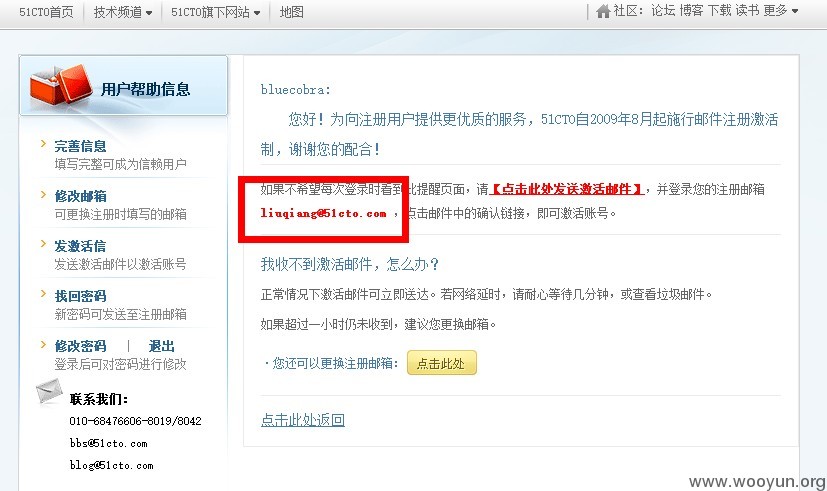 51CTO首页 技术频道 51CTO旗下网站 地图 社区: 论坛 博客 下载 读书 更多
用户帮助信息
完善信息
填写完整可成为信赖用户
修改邮箱
可更换注册时填写的邮箱
发激活信
发送激活邮件以激活账号
找回密码
新密码可发送至注册邮箱
修改密码 | 退出
登录后可对密码进行修改
联系我们:
010-68476606-8019/8042
bbs@51cto.com
blog@51cto.com
bluecobra:
您好！为向注册用户提供更优质的服务，51CTO自2009年8月起施行邮件注册激活
制，谢谢您的配合！
如果不希望每次登录时看到此提醒页面，请【点击此处发送激活邮件】，并登录您的注册邮箱
liuqiang@51cto.com ，点击邮件中的确认链接，即可激活账号。
我收不到激活邮件，怎么办？
正常情况下激活邮件可立即送达。若网络延时，请耐心等待几分钟，或查看垃圾邮件。
如果超过一小时仍未收到，建议您更换邮箱。
·您还可以更换注册邮箱: 点击此处
点击此处返回
www.wooyun.org